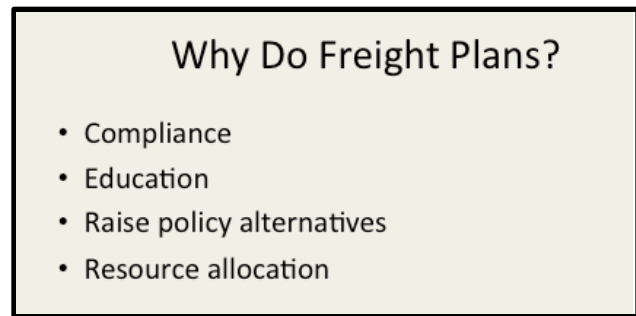 Why Do Freight Plans?
• Compliance
• Education
• Raise policy alternatives
• Resource allocation